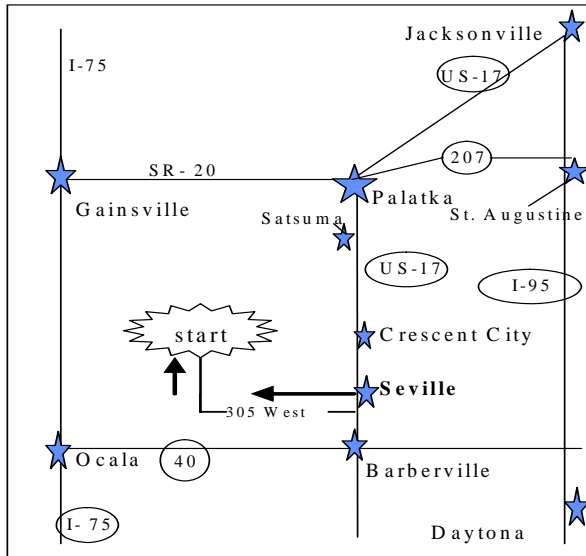 Jacksonville
I-75
US-17
207
SR- 20
Gainsville
Palatka
Satsuma
St. Augustine
US-17
I-95
start
Crescent City
Seville
305 West
Ocala
40
Barberville
I- 75
Daytona